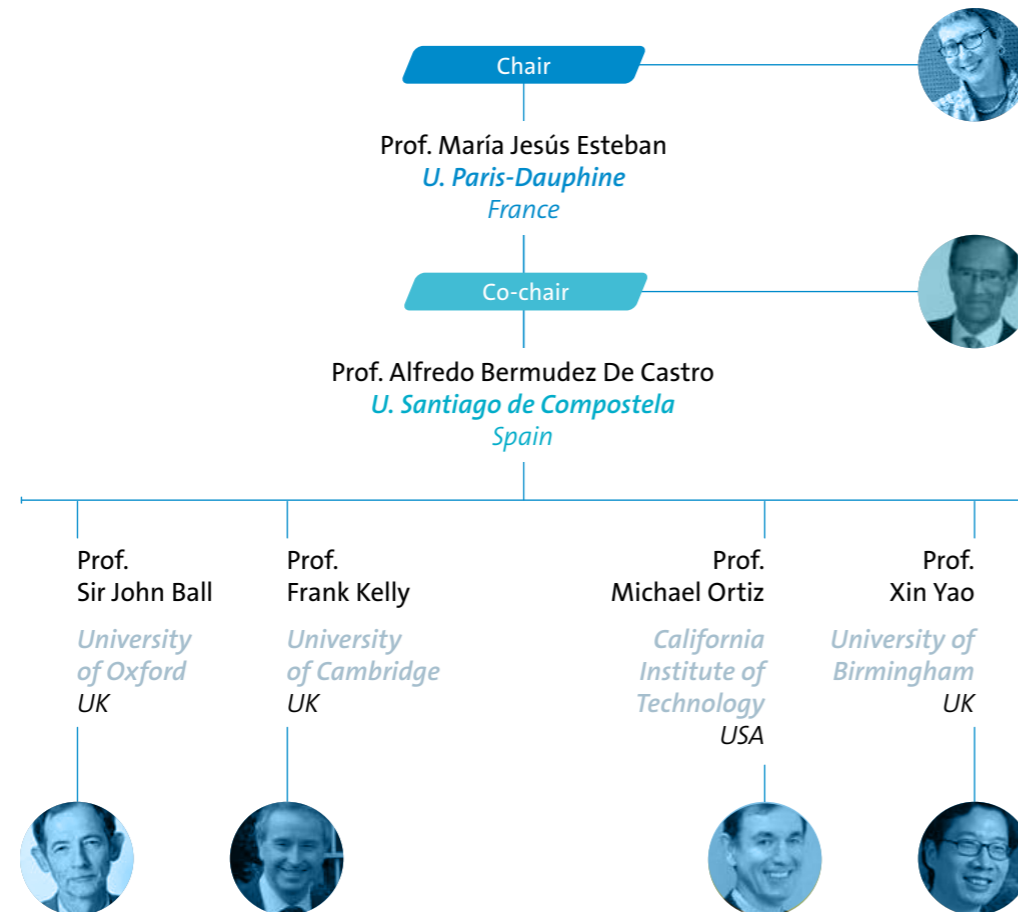 Chair
Prof. María Jesús Esteban
U. Paris-Dauphine
France
Co-chair
Prof. Alfredo Bermudez De Castro
U. Santiago de Compostela
Spain
Prof.
Sir John Ball
University
of Oxford
UK
Prof.
Frank Kelly
University
of Cambridge
UK
Prof.
Michael Ortiz
California
Institute of
Technology
USA
Prof.
Xin Yao
University of
Birmingham
UK